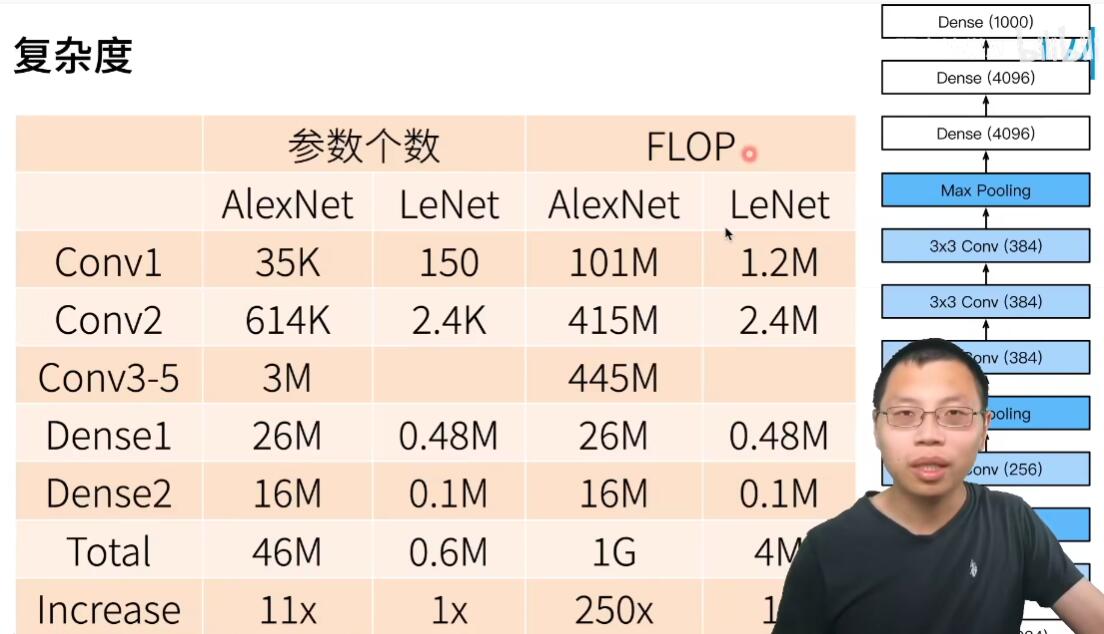 复杂度
参数个数 FLOP
AlexNet LeNet AlexNet LeNet
Conv1 35K 150 101M 1.2M
Conv2 614K 2.4K 415M 2.4M
Conv3-5 3M 445M
Dense1 26M 0.48M 26M 0.48M
Dense2 16M 0.1M 16M 0.1M
Total 46M 0.6M 1G 4M
Increase 11x 1x 250x
Dense (1000)
Dense (4096)
Dense (4096)
Max Pooling
3x3 Conv (384)
3x3 Conv (384)
Conv (384)
ooling
Conv (256)